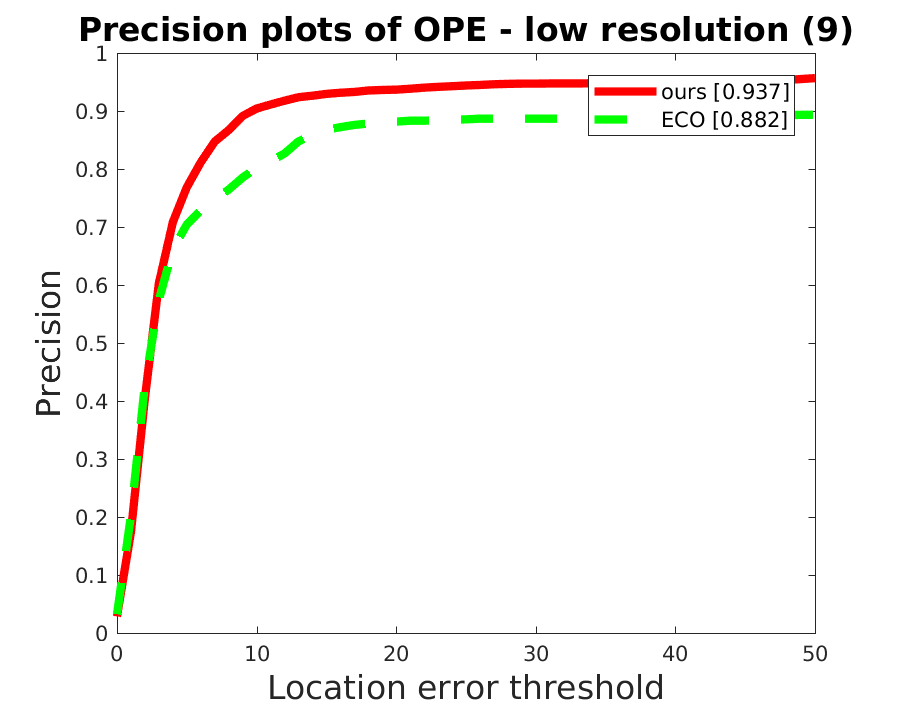 Precision plots of OPE - low resolution (9)
1
0.9
0.8
0.7
0.6
0.5
0.4
0.3
0.2
0.1
0
Precision
ours [0.937]
ECO [0.882]
0 10 20 30 40 50
Location error threshold